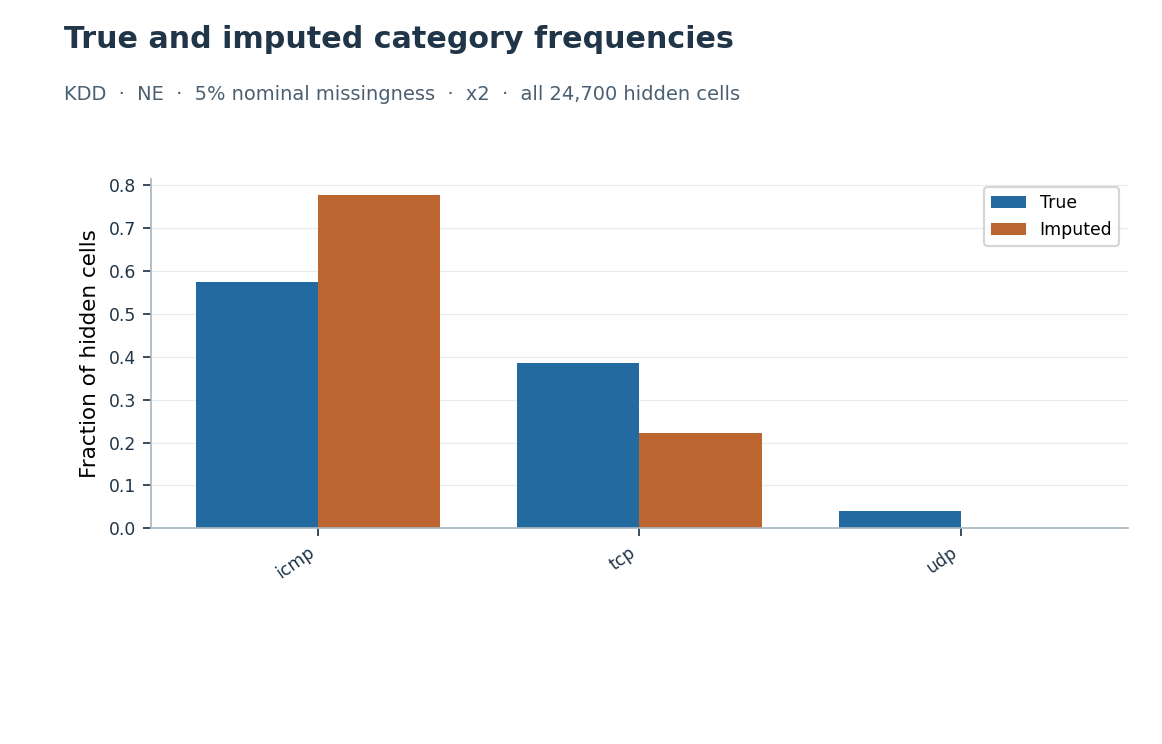 True and imputed category frequencies
KDD · NE · 5% nominal missingness · x2 · all 24,700 hidden cells
Fraction of hidden cells
0.8
0.7
0.6
0.5
0.4
0.3
0.2
0.1
0.0
True
Imputed
icmp
tcp
udp